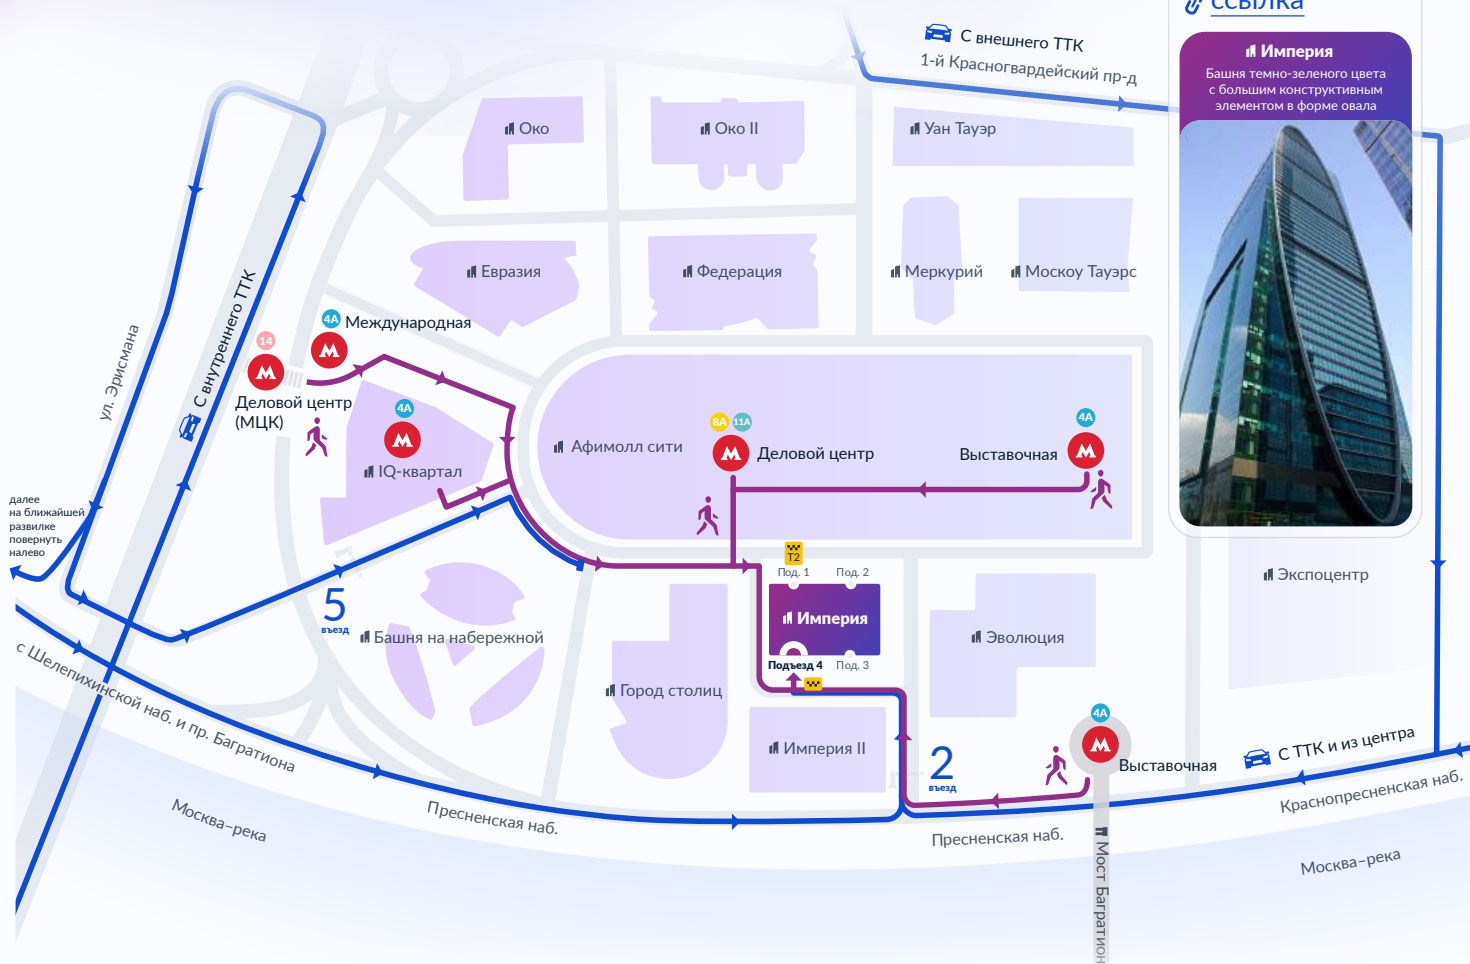 ссылка
С внешнего ТТК
1-й Красногвардейский пр-д
Империя
Башня темно-зеленого цвета
с большим конструктивным
элементом в форме овала
Око
Око II
Уан Тауэр
Евразия
Федерация
Меркурий
Москоу Тауэрс
ул. Эрисмана
С внутреннего ТТК
4А
Международная
14
Деловой центр
(МЦК)
4А
IQ-квартал
Афимолл сити
8А
11А
Деловой центр
4А
Выставочная
далее
на ближайшей
развилке
повернуть
налево
Т2
Под. 1
Под. 2
Империя
Подъезд 4
Под. 3
Экспоцентр
5
въезд
Башня на набережной
Эволюция
Город столиц
с Шелепихинской наб. и пр. Багратиона
Империя II
2
въезд
4А
Выставочная
С ТТК и из центра
Краснопресненская наб.
Москва-река
Пресненская наб.
Пресненская наб.
Мост Багратион
Москва-река